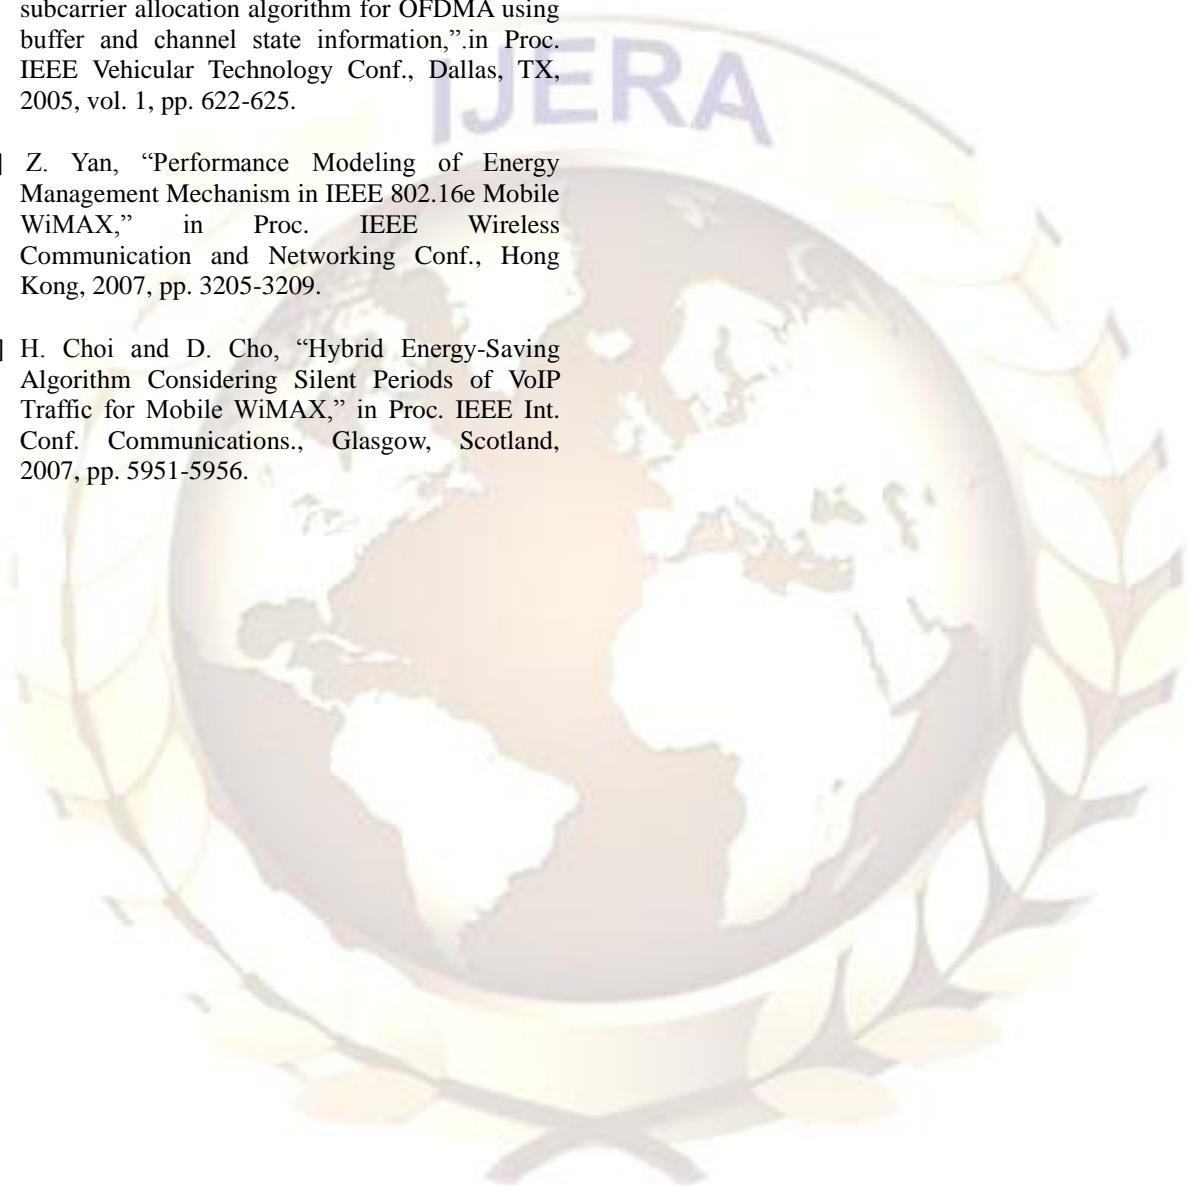 subcarrier allocation algorithm for OFDMA using
buffer and channel state information,”.in Proc.
IEEE Vehicular Technology Conf., Dallas, TX,
2005, vol. 1, pp. 622-625.
] Z. Yan, “Performance Modeling of Energy
Management Mechanism in IEEE 802.16e Mobile
WiMAX,” in Proc. IEEE Wireless
Communication and Networking Conf., Hong
Kong, 2007, pp. 3205-3209.
] H. Choi and D. Cho, “Hybrid Energy-Saving
Algorithm Considering Silent Periods of VoIP
Traffic for Mobile WiMAX,” in Proc. IEEE Int.
Conf. Communications., Glasgow, Scotland,
2007, pp. 5951-5956.
IJERA